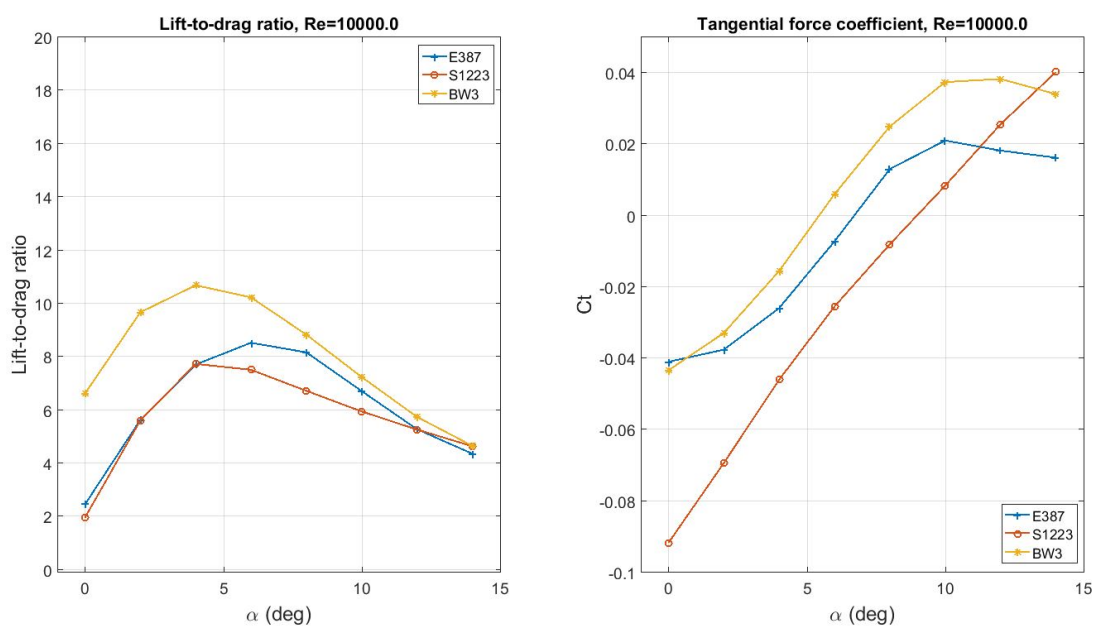 Lift-to-drag ratio, Re=10000.0
20
18
16
14
12
10
8
6
4
2
0
Lift-to-drag ratio
0
5
10
15
α (deg)
E387
S1223
BW3
Tangential force coefficient, Re=10000.0
0.04
0.02
0
-0.02
-0.04
-0.06
-0.08
-0.1
Ct
0
5
10
15
α (deg)
E387
S1223
BW3